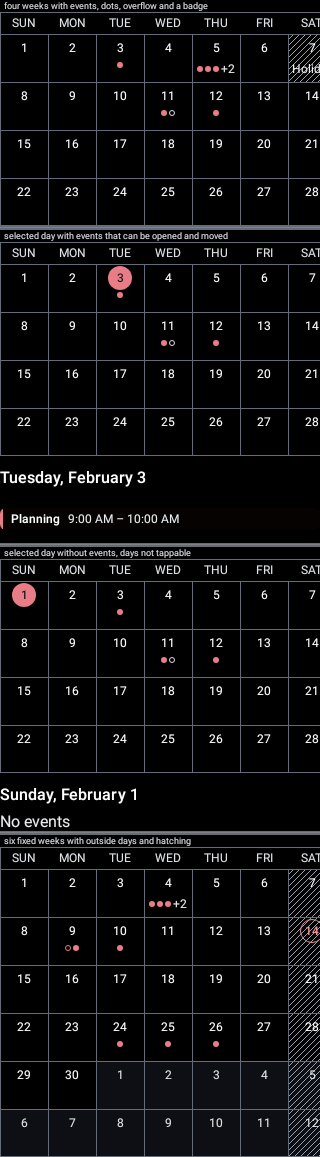 four weeks with events, dots, overflow and a badge
SUN MON TUE WED THU FRI SAT
1 2 3 4 5 6 7
+2
8 9 10 11 12 13 14
15 16 17 18 19 20 21
22 23 24 25 26 27 28
selected day with events that can be opened and moved
SUN MON TUE WED THU FRI SAT
1 2 3 4 5 6 7
8 9 10 11 12 13 14
15 16 17 18 19 20 21
22 23 24 25 26 27 28
Tuesday, February 3
Planning 9:00 AM – 10:00 AM
selected day without events, days not tappable
SUN MON TUE WED THU FRI SAT
1 2 3 4 5 6 7
8 9 10 11 12 13 14
15 16 17 18 19 20 21
22 23 24 25 26 27 28
Sunday, February 1
No events
six fixed weeks with outside days and hatching
SUN MON TUE WED THU FRI SAT
1 2 3 4 5 6 7
+2
8 9 10 11 12 13 14
15 16 17 18 19 20 21
22 23 24 25 26 27 28
29 30 1 2 3 4 5
6 7 8 9 10 11 12